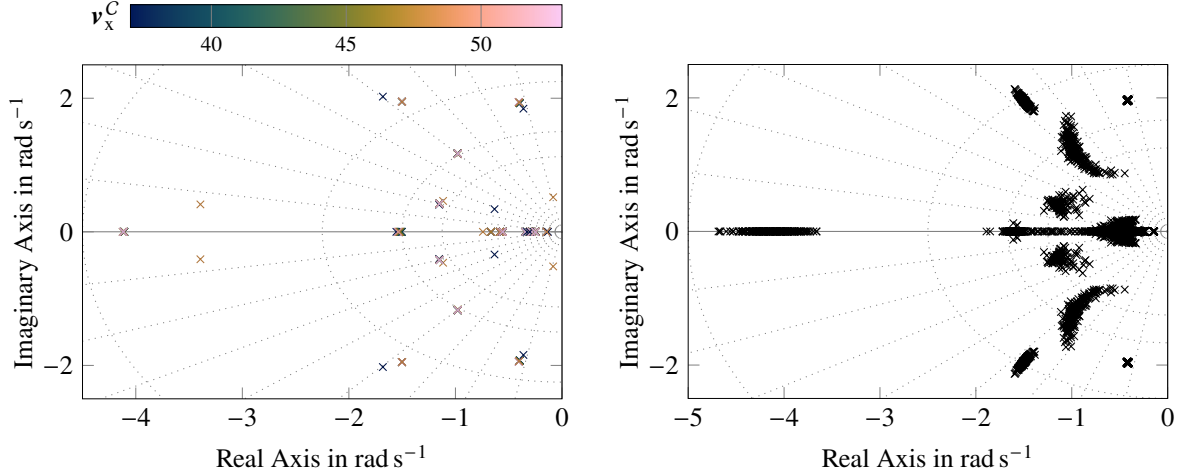 ν_x^C
40 45 50
2
0
−2
Imaginary Axis in rad s⁻¹
−4 −3 −2 −1 0
Real Axis in rad s⁻¹
2
0
−2
Imaginary Axis in rad s⁻¹
−5 −4 −3 −2 −1 0
Real Axis in rad s⁻¹